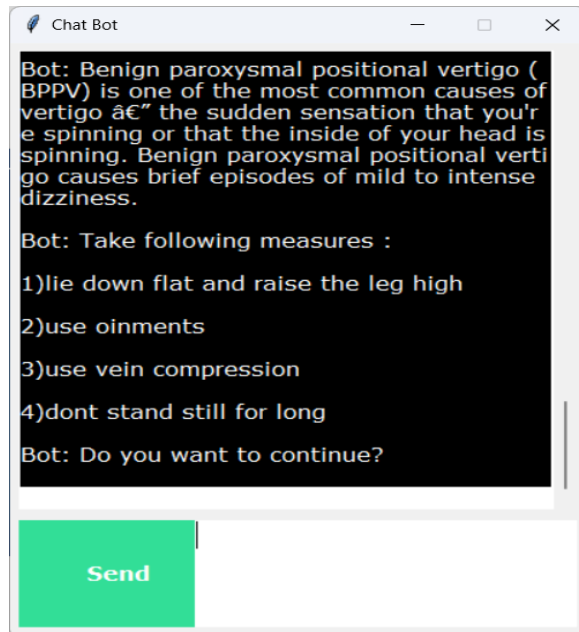 Chat Bot
Bot: Benign paroxysmal positional vertigo (
BPPV) is one of the most common causes of
vertigo â€” the sudden sensation that you'r
e spinning or that the inside of your head is
spinning. Benign paroxysmal positional verti
go causes brief episodes of mild to intense
dizziness.
Bot: Take following measures :
1)lie down flat and raise the leg high
2)use oinments
3)use vein compression
4)dont stand still for long
Bot: Do you want to continue?
Send